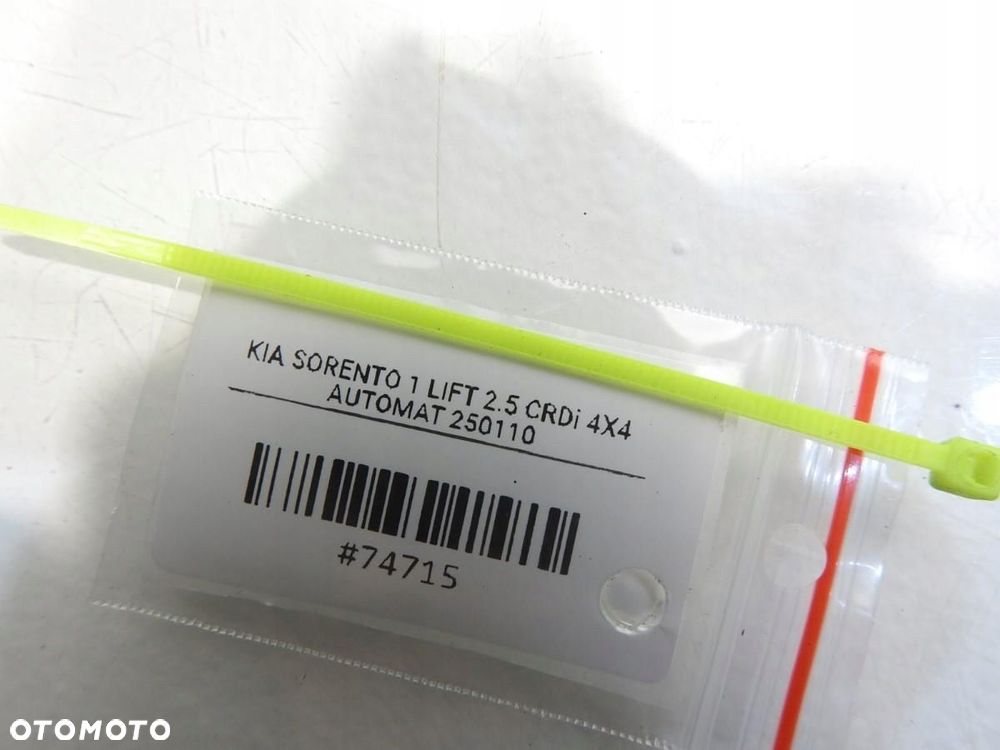 KIA SORENTO 1 LIFT 2.5 CRDi 4X4
AUTOMAT 250110
#74715
OTOMOTO